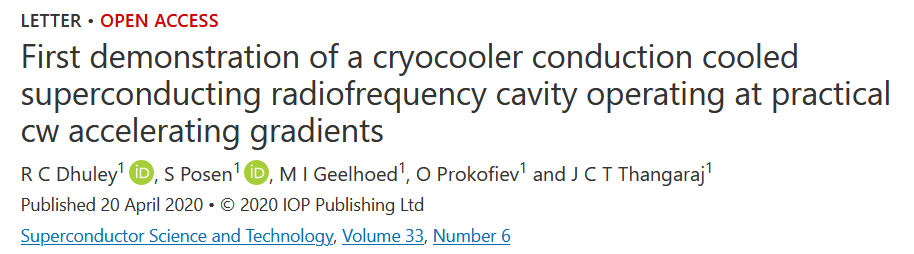 LETTER • OPEN ACCESS
First demonstration of a cryocooler conduction cooled
superconducting radiofrequency cavity operating at practical
cw accelerating gradients
R C Dhuley1 iD, S Posen1 iD, M I Geelhoed1, O Prokofiev1 and J C T Thangaraj1
Published 20 April 2020 • © 2020 IOP Publishing Ltd
Superconductor Science and Technology, Volume 33, Number 6